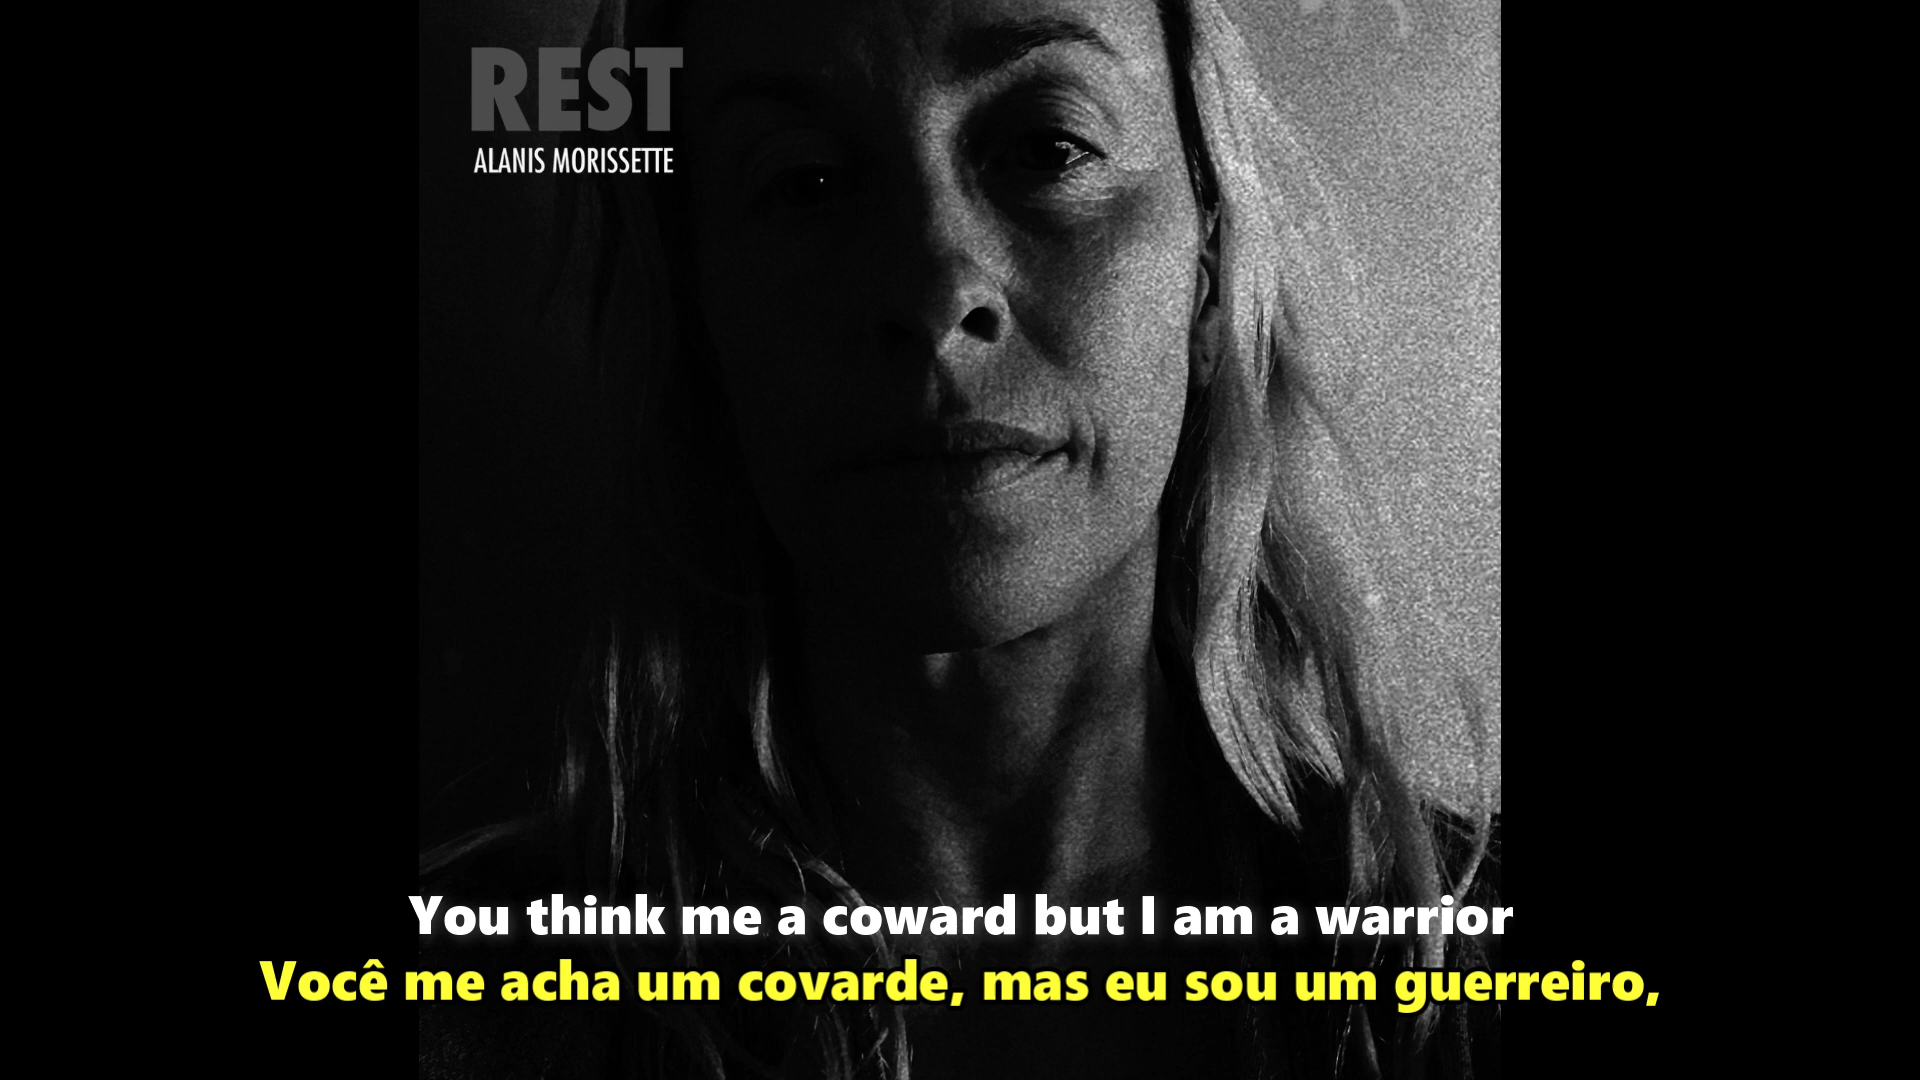 REST
ALANIS MORISSETTE
You think me a coward but I am a warrior
Você me acha um covarde, mas eu sou um guerreiro,